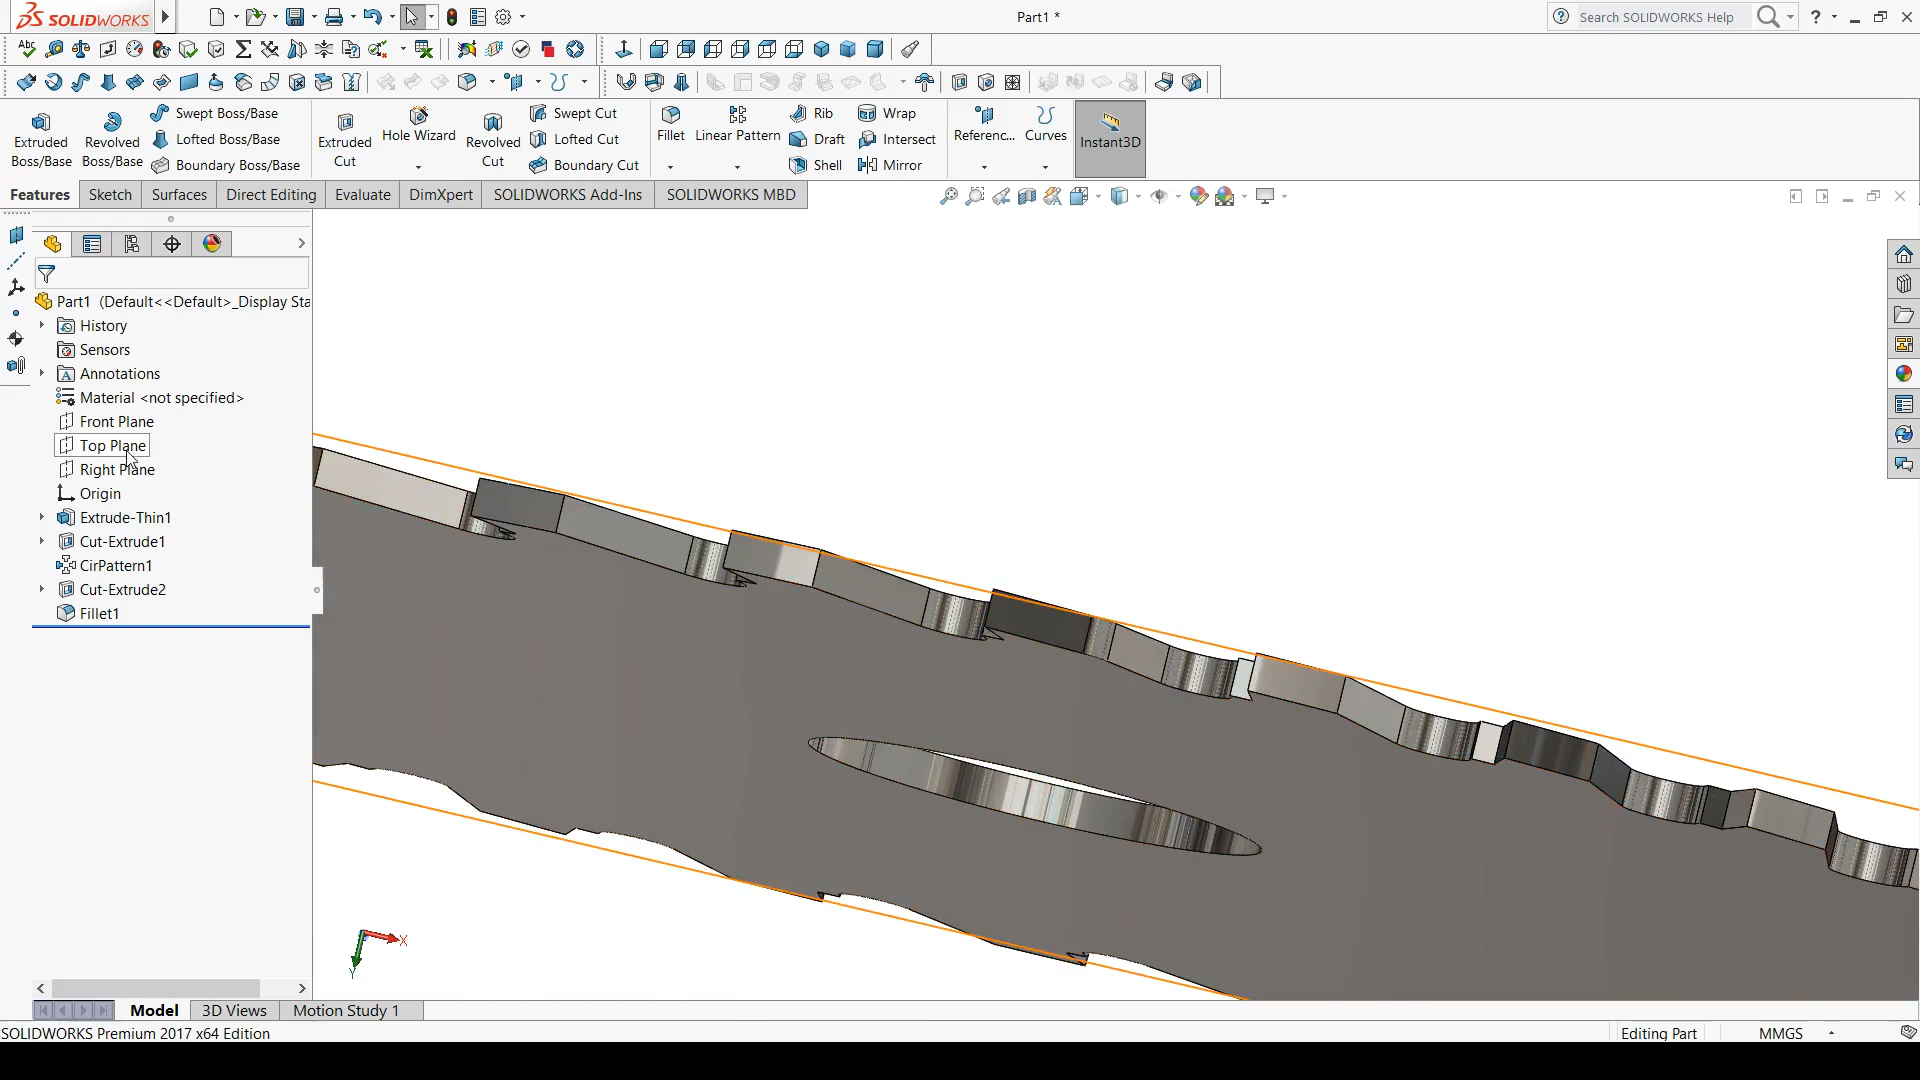 SOLIDWORKS
Part1 *
Search SOLIDWORKS Help
Extruded Boss/Base
Revolved Boss/Base
Swept Boss/Base
Lofted Boss/Base
Boundary Boss/Base
Extruded Cut
Hole Wizard
Revolved Cut
Swept Cut
Lofted Cut
Boundary Cut
Fillet
Linear Pattern
Rib
Draft
Shell
Wrap
Intersect
Mirror
Referenc...
Curves
Instant3D
Features
Sketch
Surfaces
Direct Editing
Evaluate
DimXpert
SOLIDWORKS Add-Ins
SOLIDWORKS MBD
Part1 (Default<<Default>_Display Sta
History
Sensors
Annotations
Material <not specified>
Front Plane
Top Plane
Right Plane
Origin
Extrude-Thin1
Cut-Extrude1
CirPattern1
Cut-Extrude2
Fillet1
X
Y
Model
3D Views
Motion Study 1
SOLIDWORKS Premium 2017 x64 Edition
Editing Part
MMGS